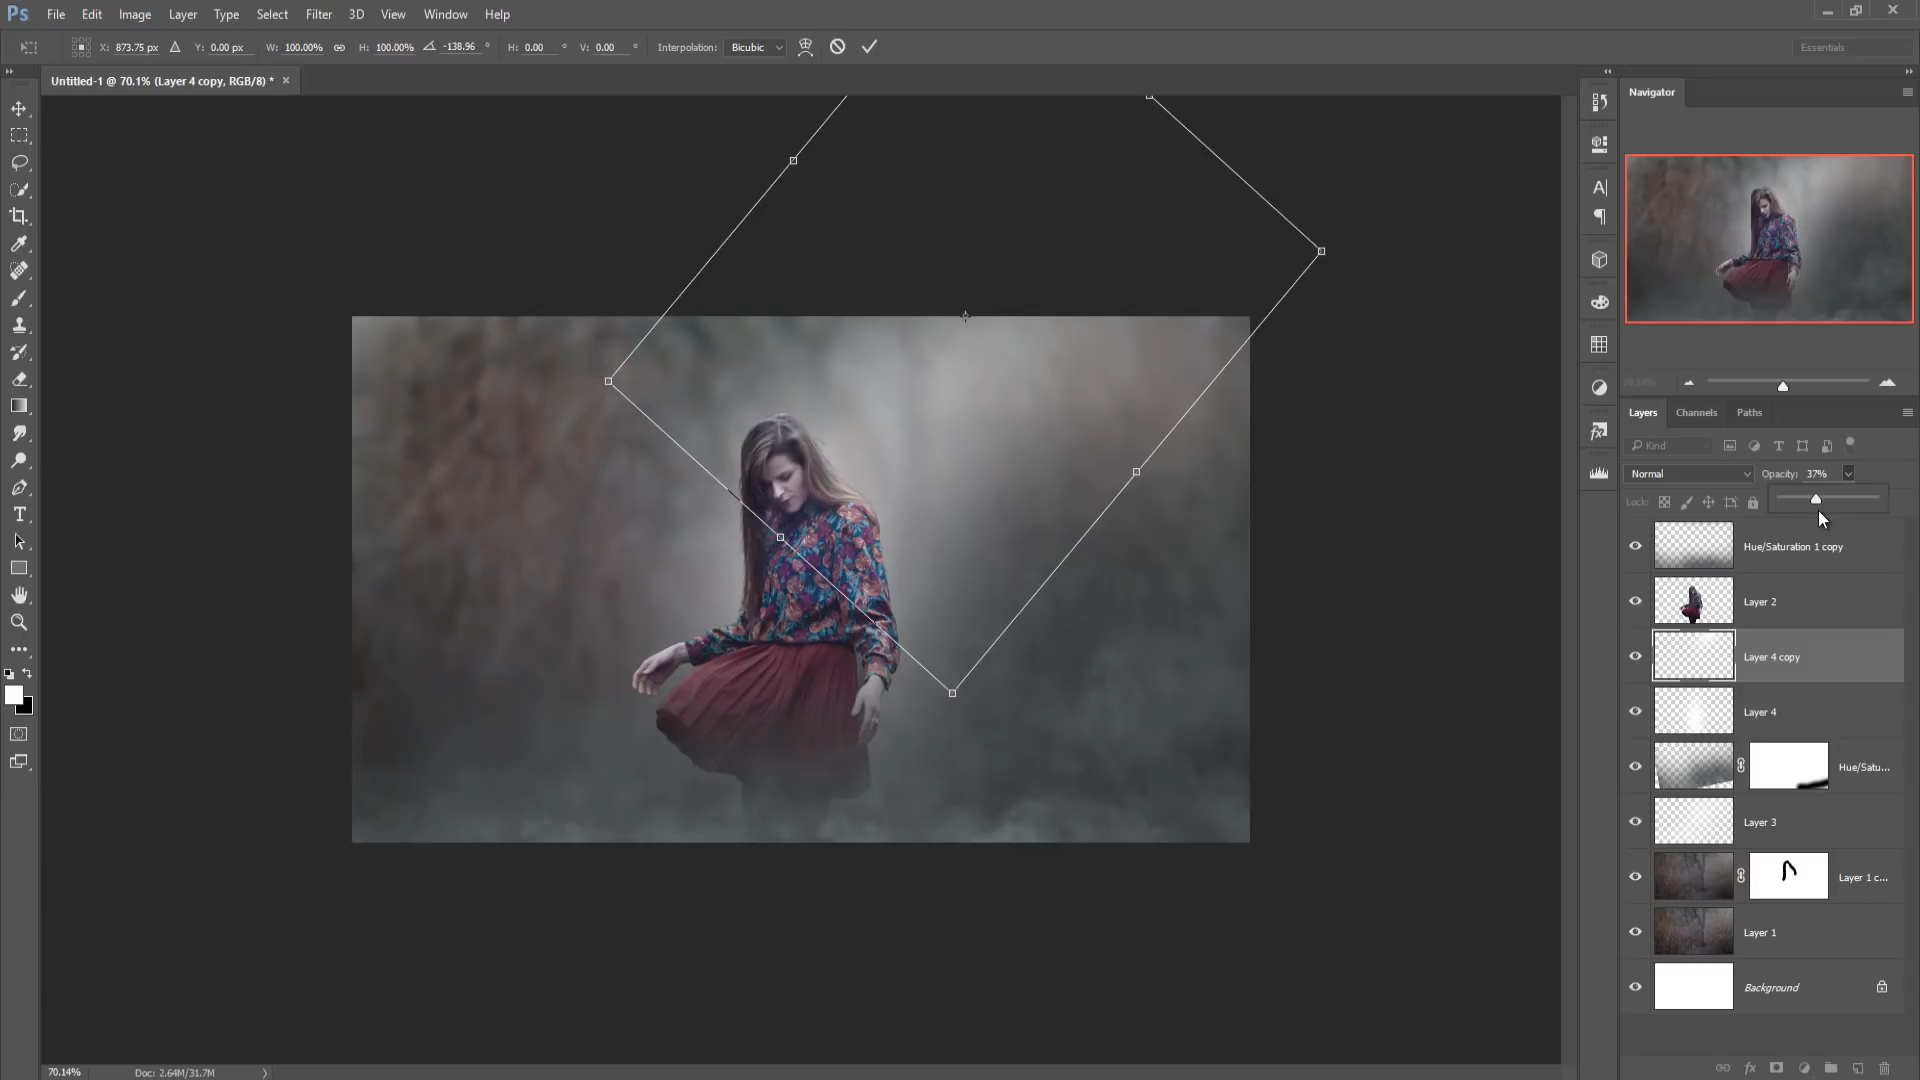 Ps File Edit Image Layer Type Select Filter 3D View Window Help
X: 873.75 px Y: 0.00 px W: 100.00% H: 100.00% -138.96 ° H: 0.00 ° V: 0.00 ° Interpolation: Bicubic Essentials
Untitled-1 @ 70.1% (Layer 4 copy, RGB/8) * ×
Navigator
70.14%
Layers Channels Paths
Kind
Normal Opacity: 37%
Lock:
Hue/Saturation 1 copy
Layer 2
Layer 4 copy
Layer 4
Hue/Satu...
Layer 3
Layer 1 c...
Layer 1
Background
70.14% Doc: 2.64M/31.7M